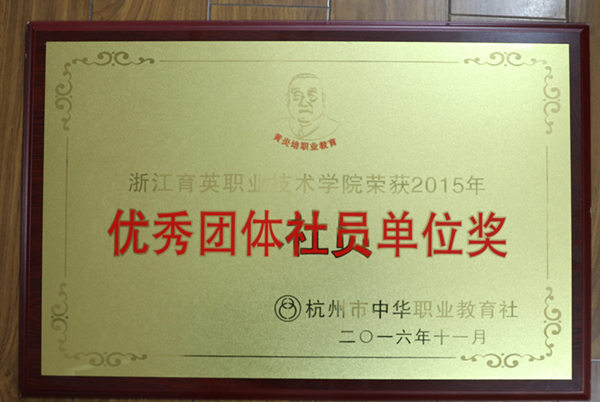 黄炎培职业教育
浙江育英职业技术学院荣获2015年
优秀团体社员单位奖
杭州市中华职业教育社
二〇一六年十一月